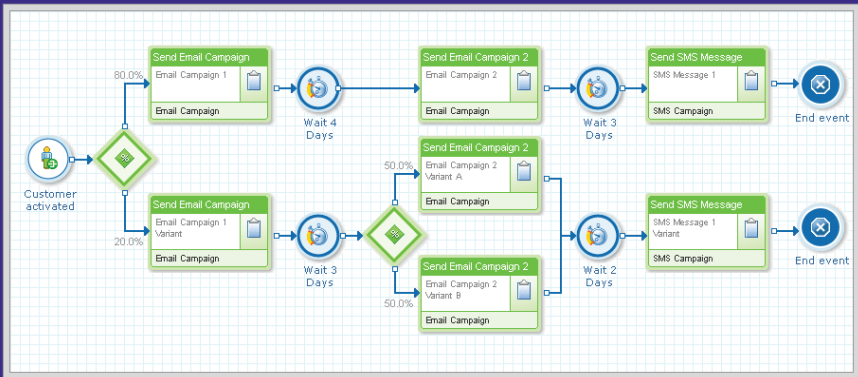 Send Email Campaign
Email Campaign 1
Email Campaign
80.0%
Wait 4
Days
Send Email Campaign 2
Email Campaign 2
Email Campaign
Wait 3
Days
Send SMS Message
SMS Message 1
SMS Campaign
End event
%
Customer
activated
20.0%
Send Email Campaign
Email Campaign 1
Variant
Email Campaign
Wait 3
Days
%
50.0%
Send Email Campaign 2
Email Campaign 2
Variant A
Email Campaign
50.0%
Send Email Campaign 2
Email Campaign 2
Variant B
Email Campaign
Wait 2
Days
Send SMS Message
SMS Message 1
Variant
SMS Campaign
End event